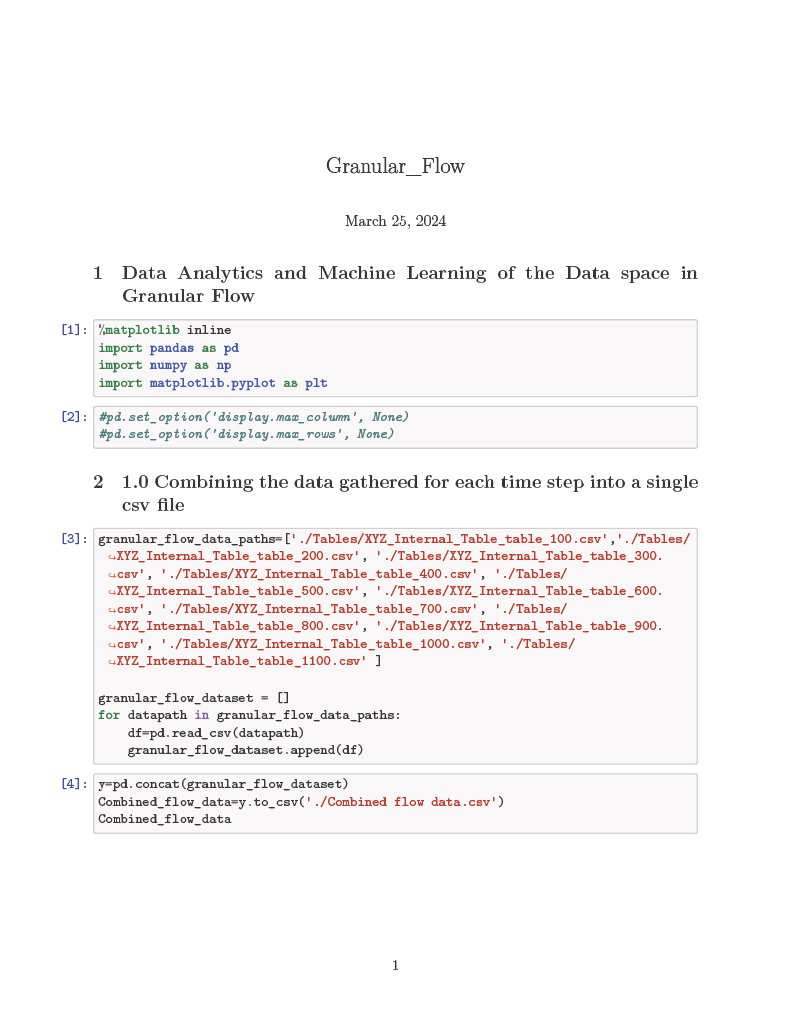 Granular_Flow
March 25, 2024
1 Data Analytics and Machine Learning of the Data space in
Granular Flow
[1]: %matplotlib inline
import pandas as pd
import numpy as np
import matplotlib.pyplot as plt
[2]: #pd.set_option('display.max_column', None)
#pd.set_option('display.max_rows', None)
2 1.0 Combining the data gathered for each time step into a single
csv file
[3]: granular_flow_data_paths=['./Tables/XYZ_Internal_Table_table_100.csv','./Tables/
↪XYZ_Internal_Table_table_200.csv', './Tables/XYZ_Internal_Table_table_300.
↪csv', './Tables/XYZ_Internal_Table_table_400.csv', './Tables/
↪XYZ_Internal_Table_table_500.csv', './Tables/XYZ_Internal_Table_table_600.
↪csv', './Tables/XYZ_Internal_Table_table_700.csv', './Tables/
↪XYZ_Internal_Table_table_800.csv', './Tables/XYZ_Internal_Table_table_900.
↪csv', './Tables/XYZ_Internal_Table_table_1000.csv', './Tables/
↪XYZ_Internal_Table_table_1100.csv' ]
granular_flow_dataset = []
for datapath in granular_flow_data_paths:
    df=pd.read_csv(datapath)
    granular_flow_dataset.append(df)
[4]: y=pd.concat(granular_flow_dataset)
Combined_flow_data=y.to_csv('./Combined flow data.csv')
Combined_flow_data
1